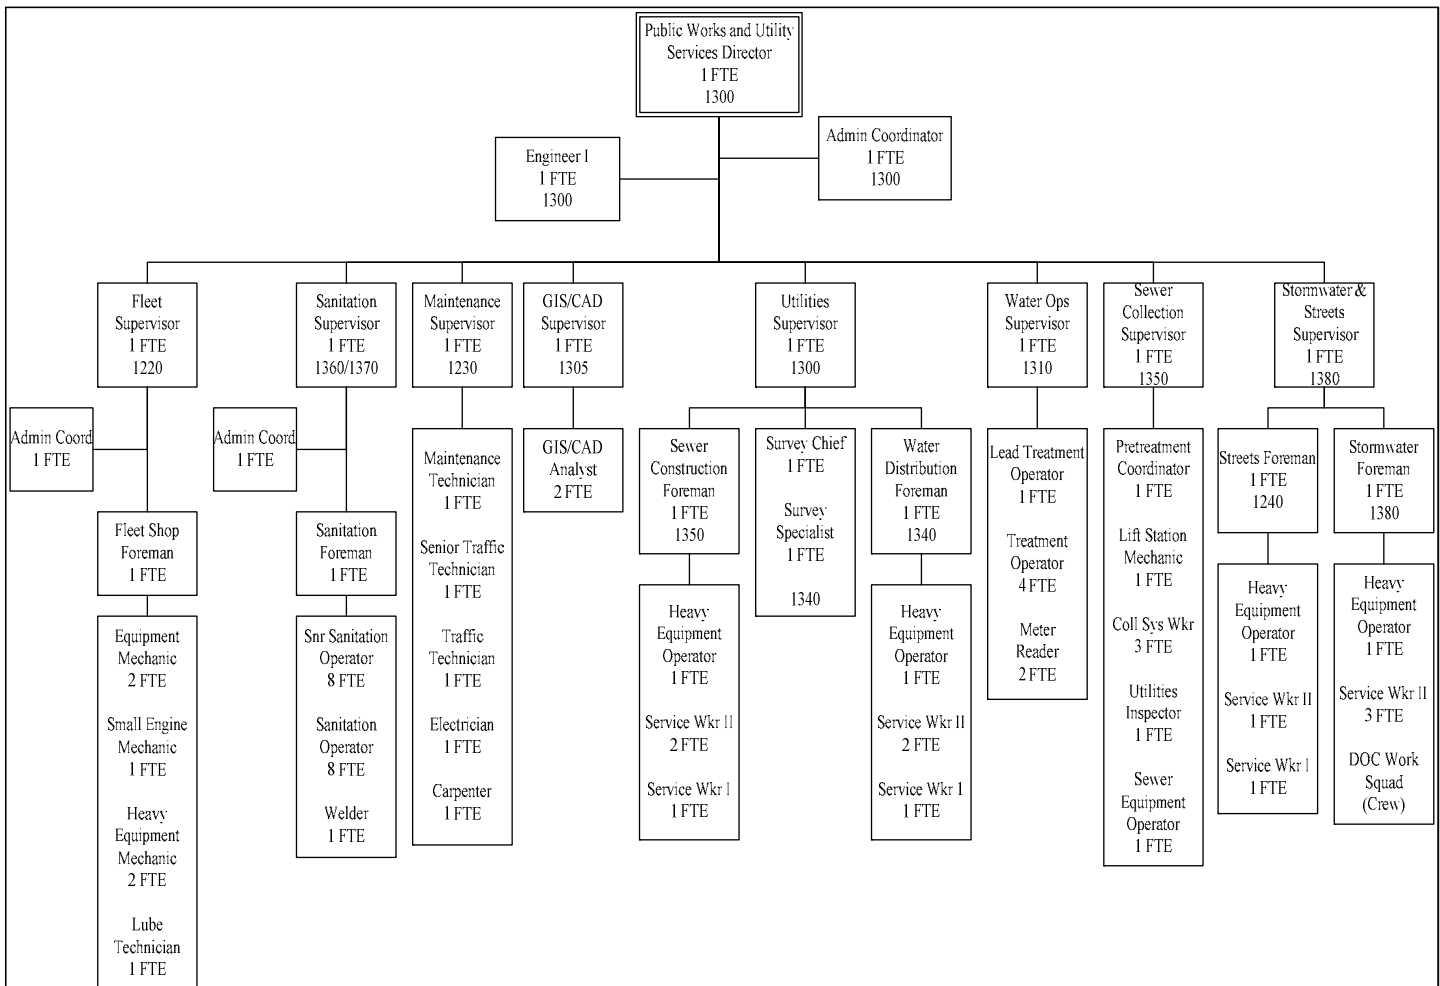 Public Works and Utility
Services Director
1 FTE
1300
Engineer I
1 FTE
1300
Admin Coordinator
1 FTE
1300
Fleet
Supervisor
1 FTE
1220
Admin Coord
1 FTE
Fleet Shop
Foreman
1 FTE
Equipment
Mechanic
2 FTE
Small Engine
Mechanic
1 FTE
Heavy
Equipment
Mechanic
2 FTE
Lube
Technician
1 FTE
Sanitation
Supervisor
1 FTE
1360/1370
Admin Coord
1 FTE
Sanitation
Foreman
1 FTE
Snr Sanitation
Operator
8 FTE
Sanitation
Operator
8 FTE
Welder
1 FTE
Maintenance
Supervisor
1 FTE
1230
Maintenance
Technician
1 FTE
Senior Traffic
Technician
1 FTE
Traffic
Technician
1 FTE
Electrician
1 FTE
Carpenter
1 FTE
GIS/CAD
Supervisor
1 FTE
1305
GIS/CAD
Analyst
2 FTE
Utilities
Supervisor
1 FTE
1300
Sewer
Construction
Foreman
1 FTE
1350
Heavy
Equipment
Operator
1 FTE
Service Wkr II
2 FTE
Service Wkr I
1 FTE
Survey Chief
1 FTE
Survey
Specialist
1 FTE
1340
Water
Distribution
Foreman
1 FTE
1340
Heavy
Equipment
Operator
1 FTE
Service Wkr II
2 FTE
Service Wkr 1
1 FTE
Water Ops
Supervisor
1 FTE
1310
Lead Treatment
Operator
1 FTE
Treatment
Operator
4 FTE
Meter
Reader
2 FTE
Sewer
Collection
Supervisor
1 FTE
1350
Pretreatment
Coordinator
1 FTE
Lift Station
Mechanic
1 FTE
Coll Sys Wkr
3 FTE
Utilities
Inspector
1 FTE
Sewer
Equipment
Operator
1 FTE
Stormwater &
Streets
Supervisor
1 FTE
1380
Streets Foreman
1 FTE
1240
Heavy
Equipment
Operator
1 FTE
Service Wkr II
1 FTE
Service Wkr I
1 FTE
Stormwater
Foreman
1 FTE
1380
Heavy
Equipment
Operator
1 FTE
Service Wkr II
3 FTE
DOC Work
Squad
(Crew)